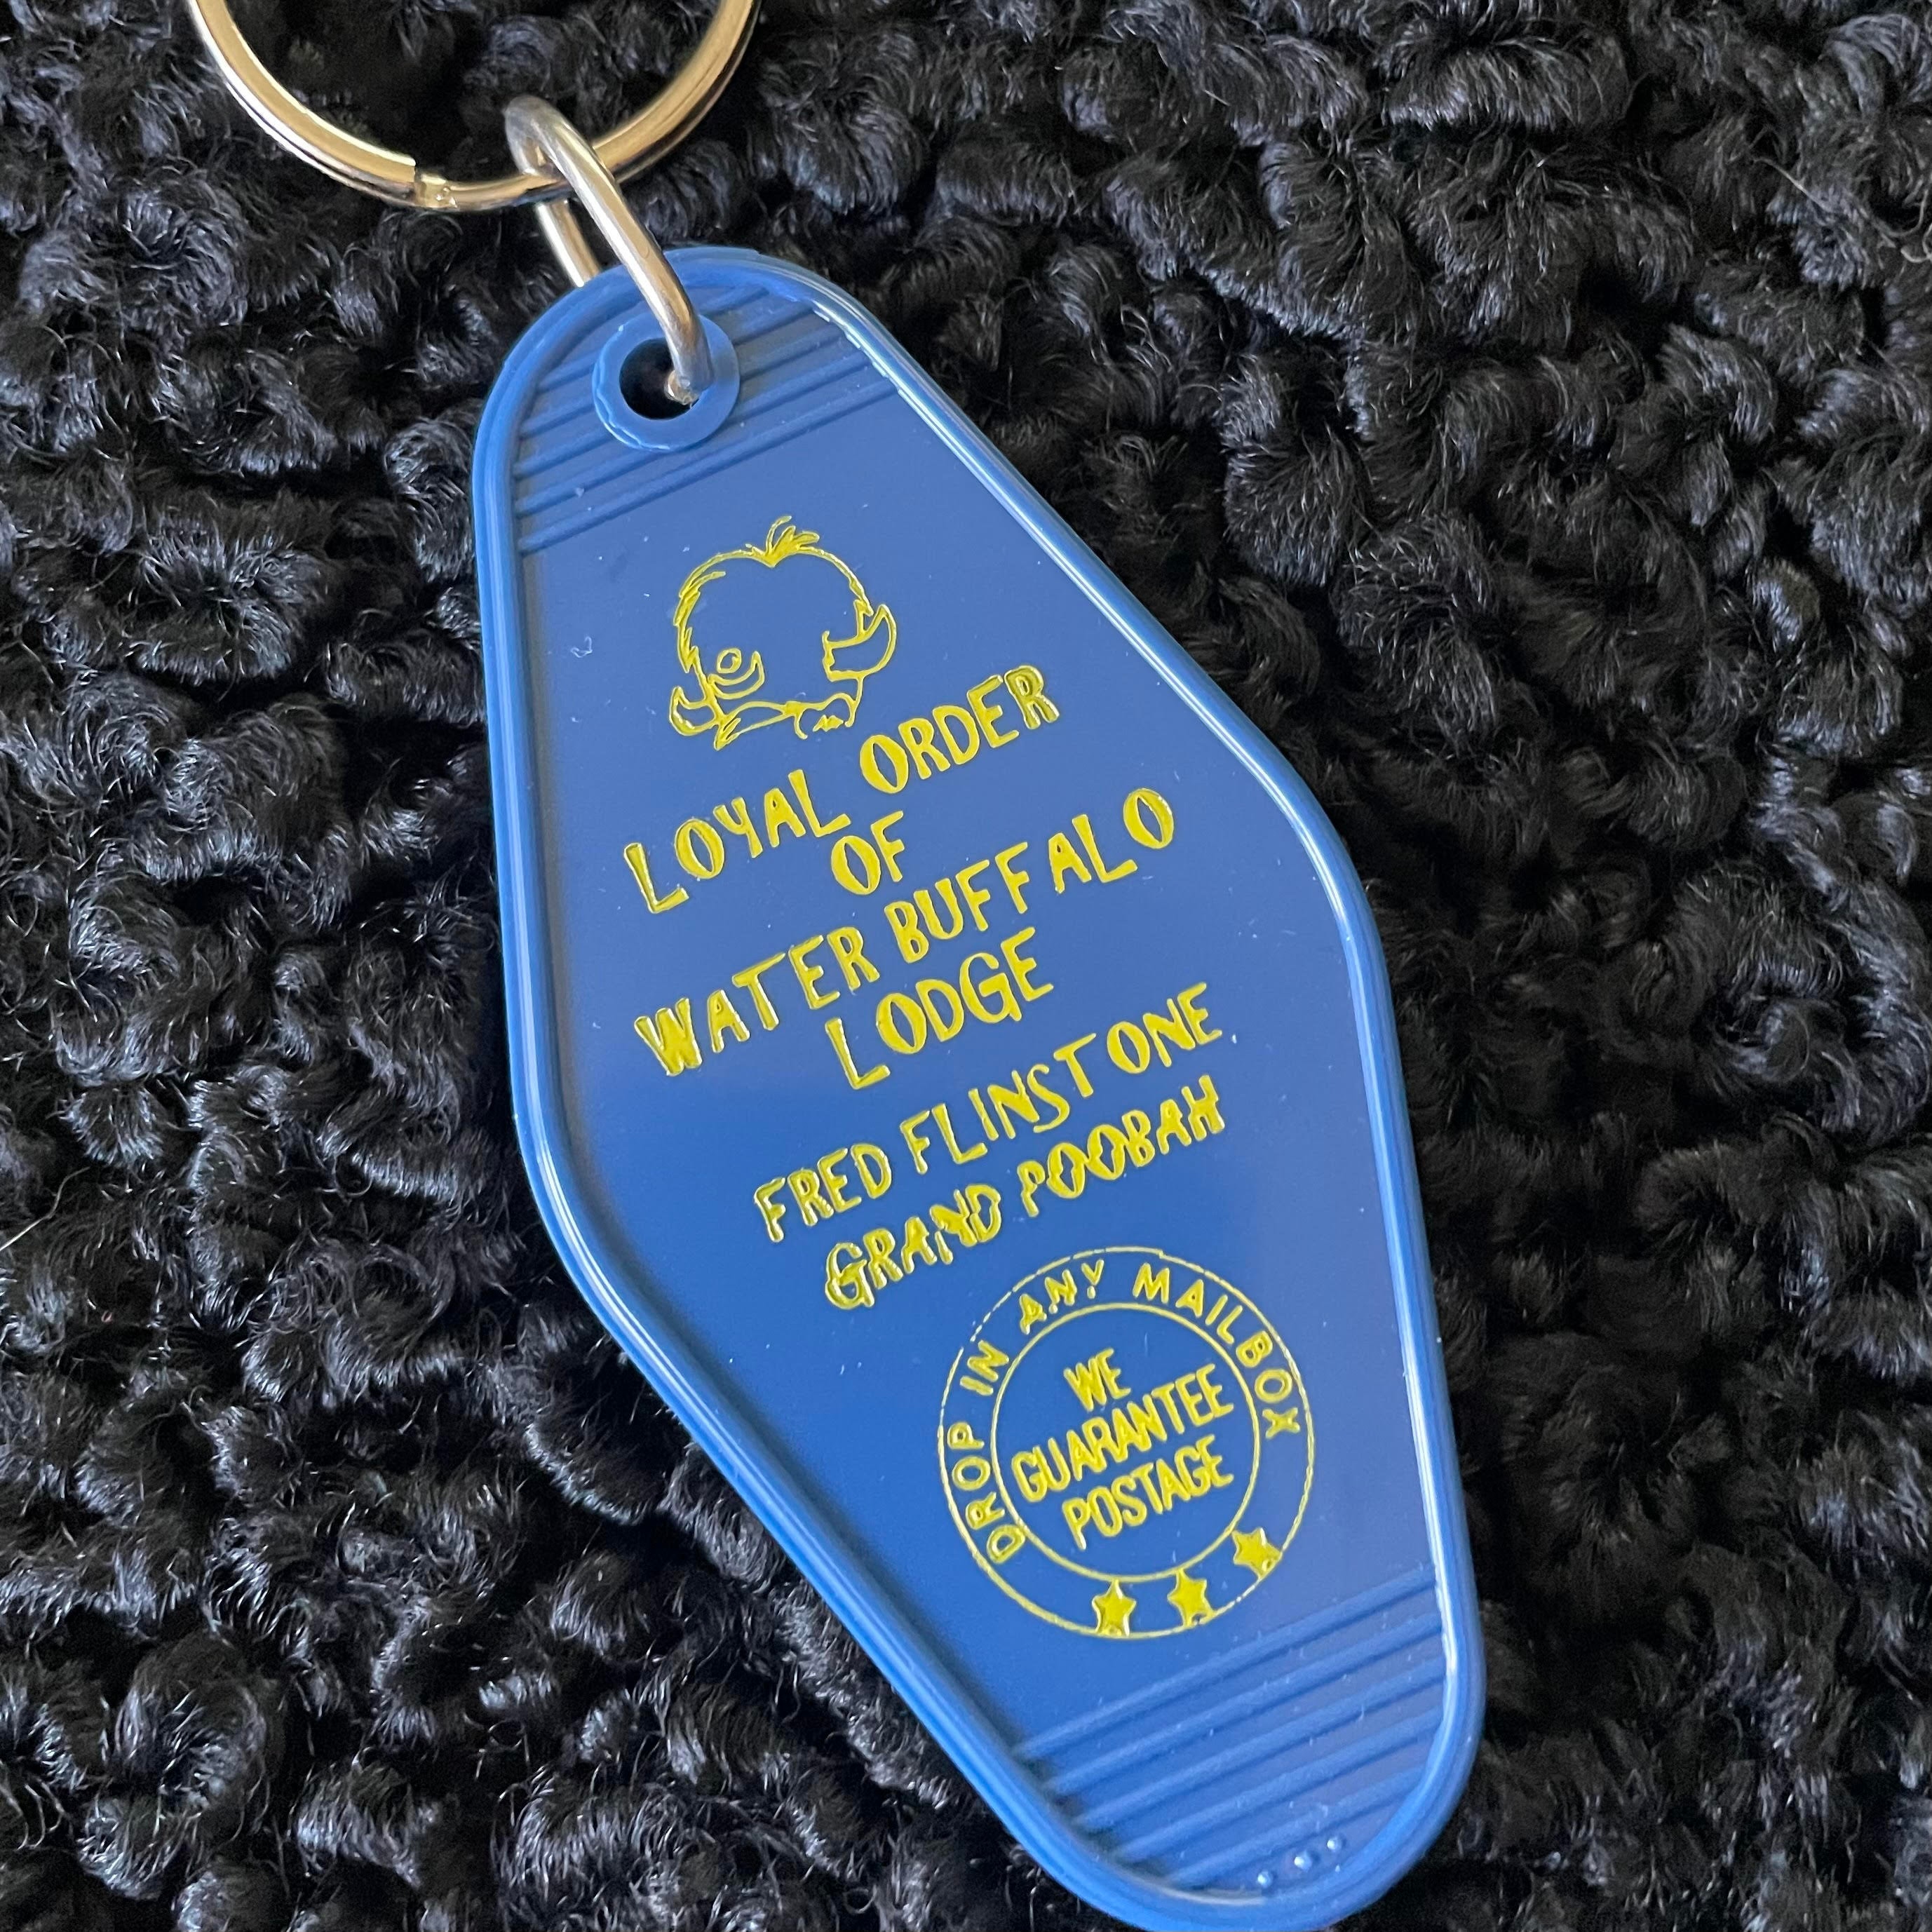 LOYAL ORDER
OF
WATER BUFFALO
LODGE
FRED FLINSTONE
GRAND POOBAH
DROP IN ANY MAILBOX
WE
GUARANTEE
POSTAGE